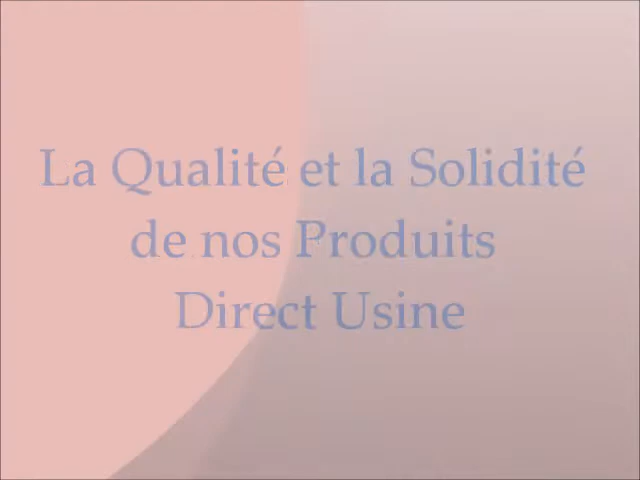 La Qualité et la Solidité
de nos Produits
Direct Usine